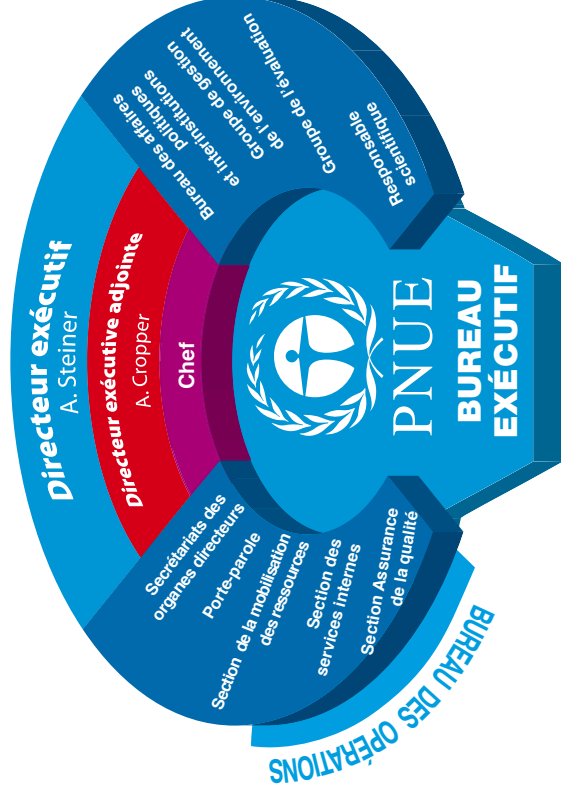 Directeur exécutif
A. Steiner
Directeur exécutive adjointe
A. Cropper
Chef
Secrétariats des
organes directeurs
Porte-parole
Section de la mobilisation
des ressources
Section des
services internes
Section Assurance
de la qualité
BUREAU DES OPÉRATIONS
Bureau des affaires
politiques
et interinstitutions
Groupe de gestion
de l'environnement
Groupe de l'évaluation
Responsable
scientifique
PNUE
BUREAU
EXÉCUTIF